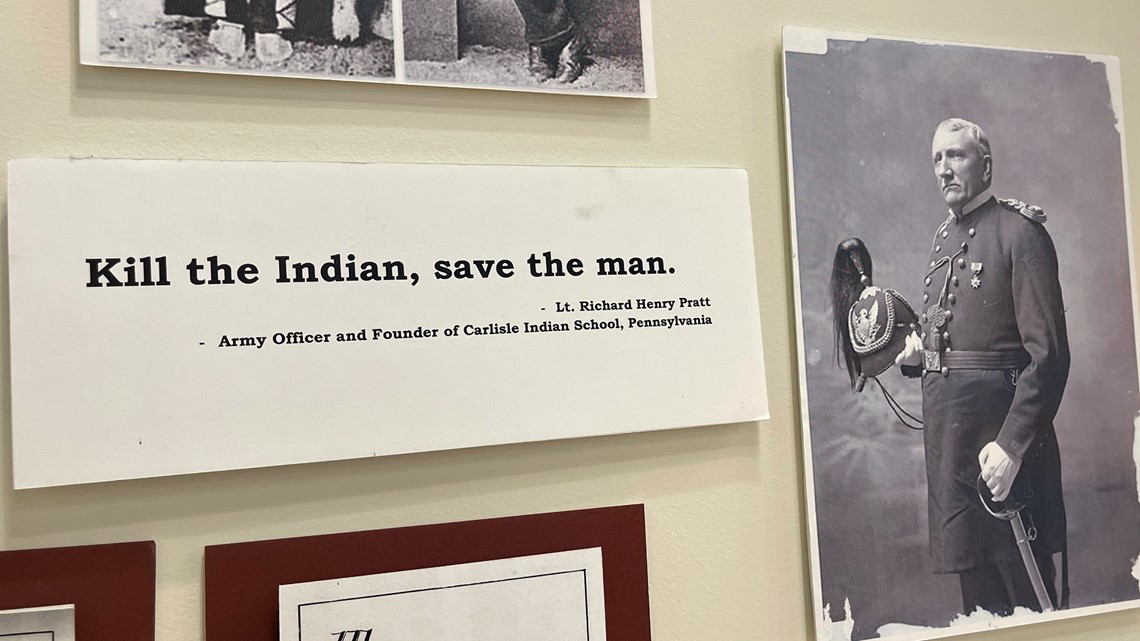 Kill the Indian, save the man.
- Lt. Richard Henry Pratt
- Army Officer and Founder of Carlisle Indian School, Pennsylvania